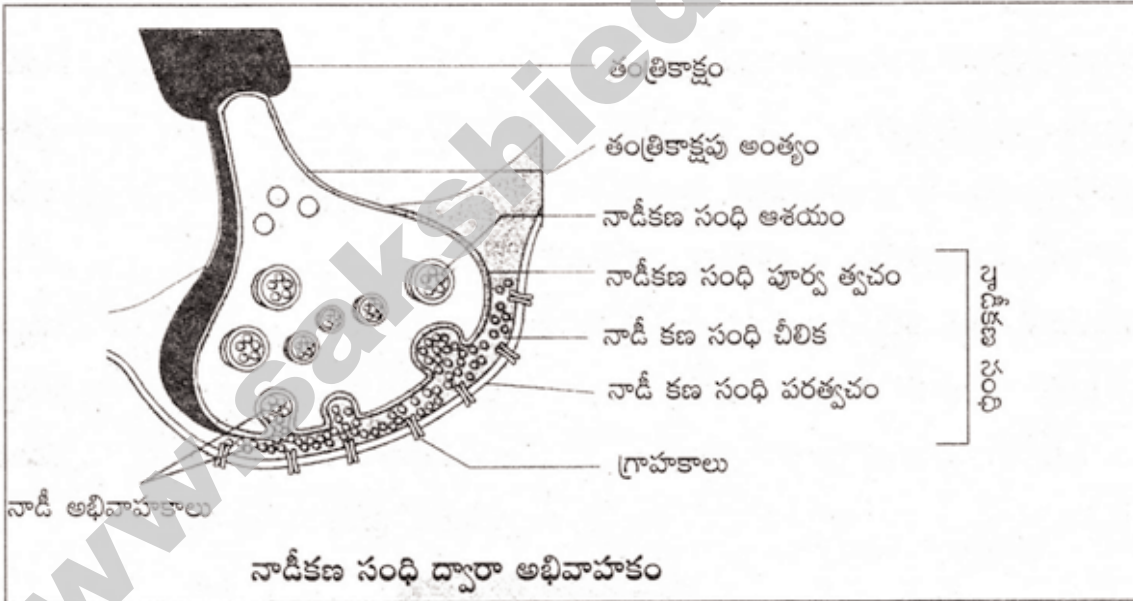 తంత్రికాక్షం
తంత్రికాక్షపు అంత్యం
నాడీకణ సంధి ఆశయం
నాడీకణ సంధి పూర్వ త్వచం
నాడీ కణ సంధి చీలిక
నాడీ కణ సంధి పరత్వచం
నాడీకణ సంధి
గ్రాహకాలు
నాడీ అభివాహకాలు
నాడీకణ సంధి ద్వారా అభివాహకం